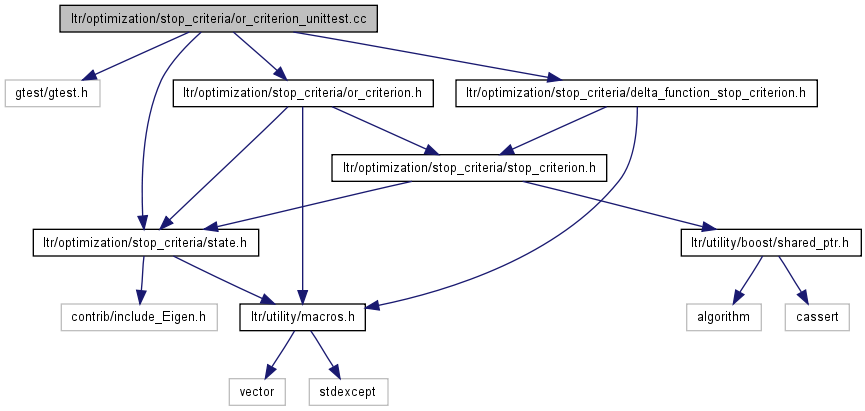 ltr/optimization/stop_criteria/or_criterion_unittest.cc
gtest/gtest.h
ltr/optimization/stop_criteria/or_criterion.h
ltr/optimization/stop_criteria/delta_function_stop_criterion.h
ltr/optimization/stop_criteria/stop_criterion.h
ltr/optimization/stop_criteria/state.h
ltr/utility/boost/shared_ptr.h
contrib/include_Eigen.h
ltr/utility/macros.h
algorithm
cassert
vector
stdexcept